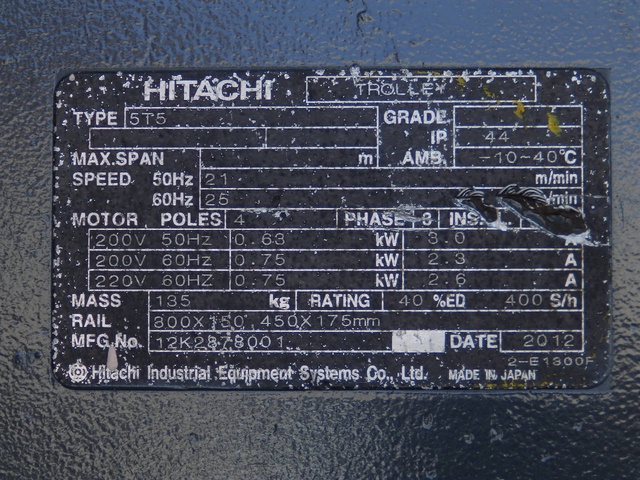 HITACHI TROLLEY
TYPE 5T5 GRADE
IP 44
MAX.SPAN m AMB. -10-40°C
SPEED 50Hz 21 m/min
60Hz 25 m/min
MOTOR POLES 4 PHASE 3 INS.
200V 50HZ 0.63 kW 3.0 A
200V 60HZ 0.75 kW 2.3 A
220V 60HZ 0.75 kW 2.6 A
MASS 135 kg RATING 40 %ED 400 S/h
RAIL 300X150,450X175mm
MFG.No. 12K2878001 DATE 2012
2-E1300F
Hitachi Industrial Equipment Systems Co., Ltd. MADE IN JAPAN